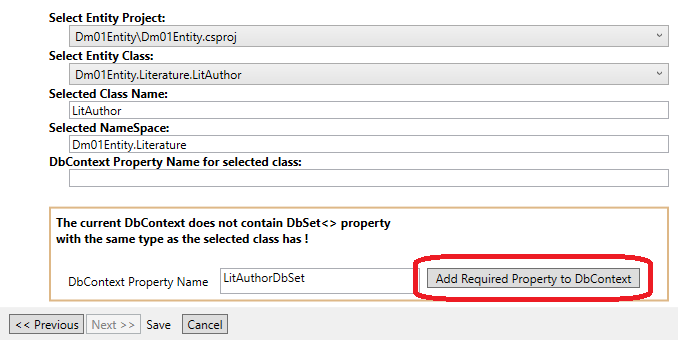 Select Entity Project:
Dm01Entity\Dm01Entity.csproj
Select Entity Class:
Dm01Entity.Literature.LitAuthor
Selected Class Name:
LitAuthor
Selected NameSpace:
Dm01Entity.Literature
DbContext Property Name for selected class:
The current DbContext does not contain DbSet<> property
with the same type as the selected class has !
DbContext Property Name LitAuthorDbSet Add Required Property to DbContext
<< Previous Next >> Save Cancel